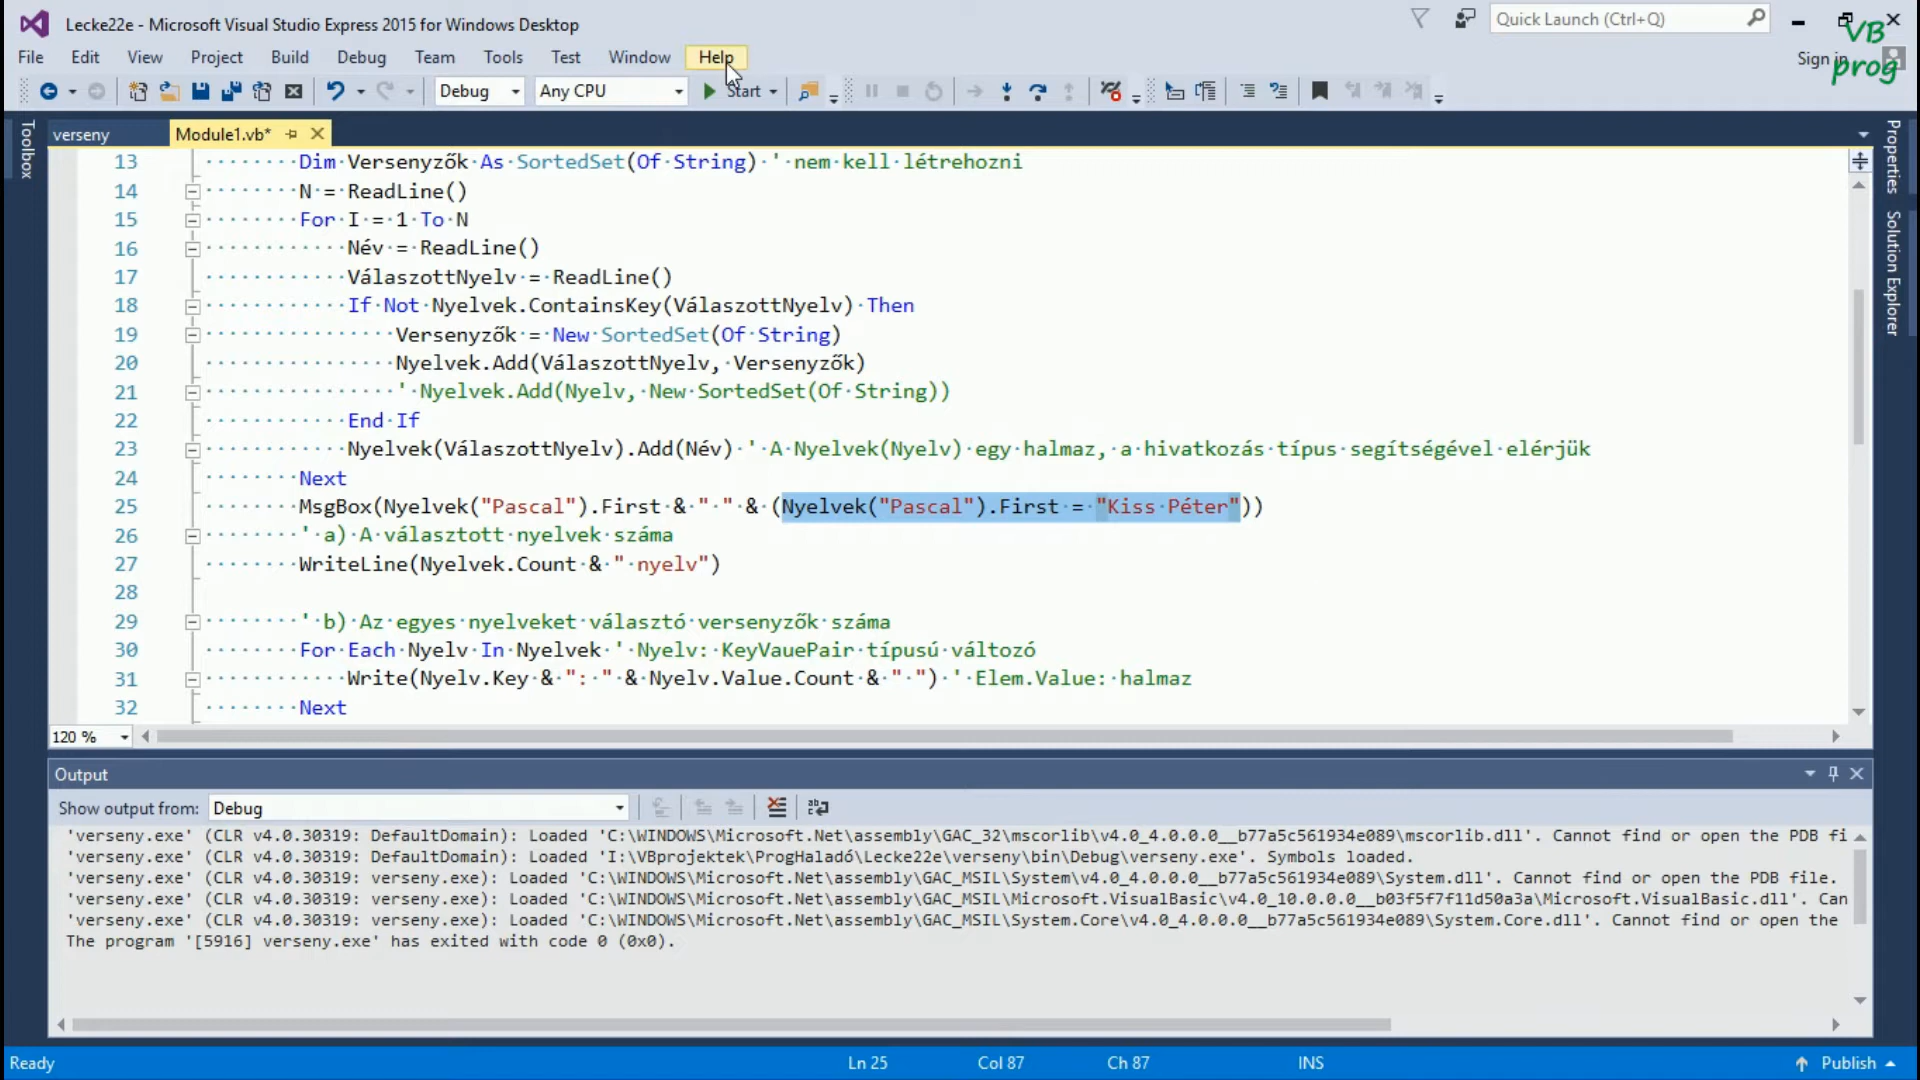 Lecke22e - Microsoft Visual Studio Express 2015 for Windows Desktop
Quick Launch (Ctrl+Q)
VB
prog
File Edit View Project Build Debug Team Tools Test Window Help
Sign in
Debug Any CPU Start
Toolbox
verseny Module1.vb*
Properties
Solution Explorer
13 Dim Versenyzők As SortedSet(Of String) ' nem kell létrehozni
14 N = ReadLine()
15 For I = 1 To N
16 Név = ReadLine()
17 VálaszottNyelv = ReadLine()
18 If Not Nyelvek.ContainsKey(VálaszottNyelv) Then
19 Versenyzők = New SortedSet(Of String)
20 Nyelvek.Add(VálaszottNyelv, Versenyzők)
21 ' Nyelvek.Add(Nyelv, New SortedSet(Of String))
22 End If
23 Nyelvek(VálaszottNyelv).Add(Név) ' A Nyelvek(Nyelv) egy halmaz, a hivatkozás típus segítségével elérjük
24 Next
25 MsgBox(Nyelvek("Pascal").First & " " & (Nyelvek("Pascal").First = "Kiss Péter"))
26 ' a) A választott nyelvek száma
27 WriteLine(Nyelvek.Count & " nyelv")
28
29 ' b) Az egyes nyelveket választó versenyzők száma
30 For Each Nyelv In Nyelvek ' Nyelv: KeyVauePair típusú változó
31 Write(Nyelv.Key & ": " & Nyelv.Value.Count & " ") ' Elem.Value: halmaz
32 Next
120 %
Output
Show output from: Debug
'verseny.exe' (CLR v4.0.30319: DefaultDomain): Loaded 'C:\WINDOWS\Microsoft.Net\assembly\GAC_32\mscorlib\v4.0_4.0.0.0__b77a5c561934e089\mscorlib.dll'. Cannot find or open the PDB fi
'verseny.exe' (CLR v4.0.30319: DefaultDomain): Loaded 'I:\VBprojektek\ProgHaladó\Lecke22e\verseny\bin\Debug\verseny.exe'. Symbols loaded.
'verseny.exe' (CLR v4.0.30319: verseny.exe): Loaded 'C:\WINDOWS\Microsoft.Net\assembly\GAC_MSIL\System\v4.0_4.0.0.0__b77a5c561934e089\System.dll'. Cannot find or open the PDB file.
'verseny.exe' (CLR v4.0.30319: verseny.exe): Loaded 'C:\WINDOWS\Microsoft.Net\assembly\GAC_MSIL\Microsoft.VisualBasic\v4.0_10.0.0.0__b03f5f7f11d50a3a\Microsoft.VisualBasic.dll'. Can
'verseny.exe' (CLR v4.0.30319: verseny.exe): Loaded 'C:\WINDOWS\Microsoft.Net\assembly\GAC_MSIL\System.Core\v4.0_4.0.0.0__b77a5c561934e089\System.Core.dll'. Cannot find or open the
The program '[5916] verseny.exe' has exited with code 0 (0x0).
Ready Ln 25 Col 87 Ch 87 INS Publish